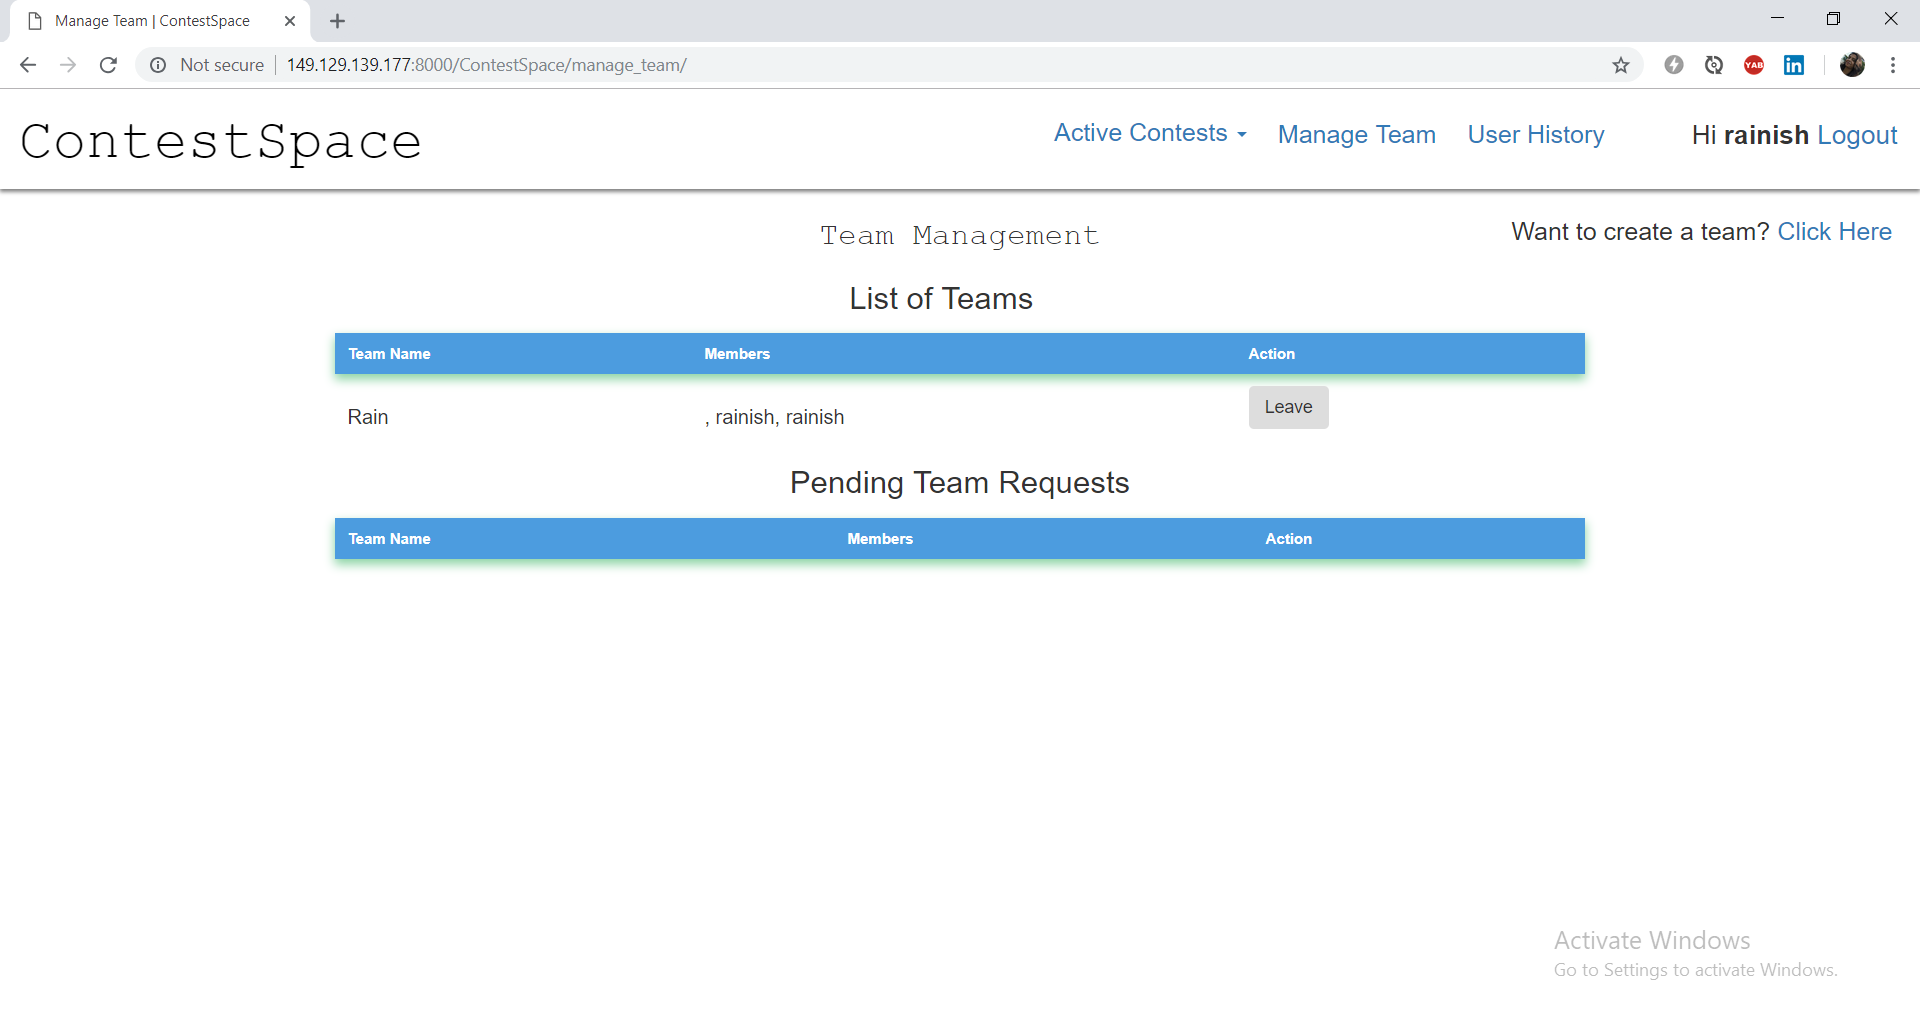 Manage Team | ContestSpace
Not secure 149.129.139.177:8000/ContestSpace/manage_team/
YAB
in
ContestSpace
Active Contests Manage Team User History Hi rainish Logout
Team Management
Want to create a team? Click Here
List of Teams
Team Name Members Action
Rain , rainish, rainish Leave
Pending Team Requests
Team Name Members Action
Activate Windows
Go to Settings to activate Windows.